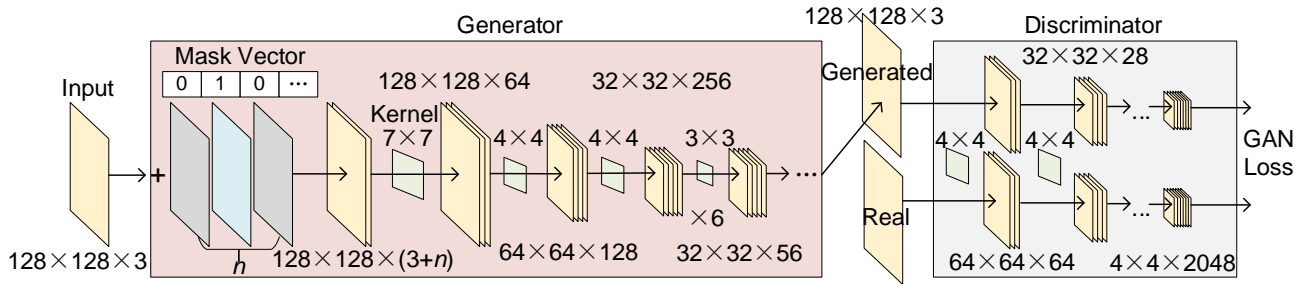 Generator
128×128×3
Discriminator
Mask Vector
Input
0 1 0 ···
128×128×64
32×32×256
Generated
32×32×28
Kernel
7×7
4×4
4×4
3×3
4×4
4×4
+
...
...
...
GAN
Loss
×6
Real
...
128×128×3
n
128×128×(3+n)
64×64×128
32×32×56
64×64×64
4×4×2048